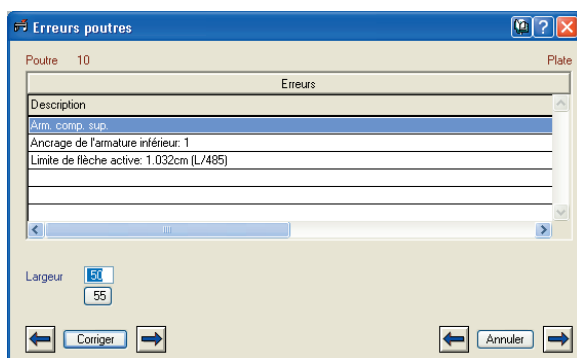 Erreurs poutres
Poutre 10 Plate
Erreurs
Description
Arm. comp. sup.
Ancrage de l'armature inférieur: 1
Limite de flèche active: 1.032cm (L/485)
Largeur 50
55
Corriger Annuler